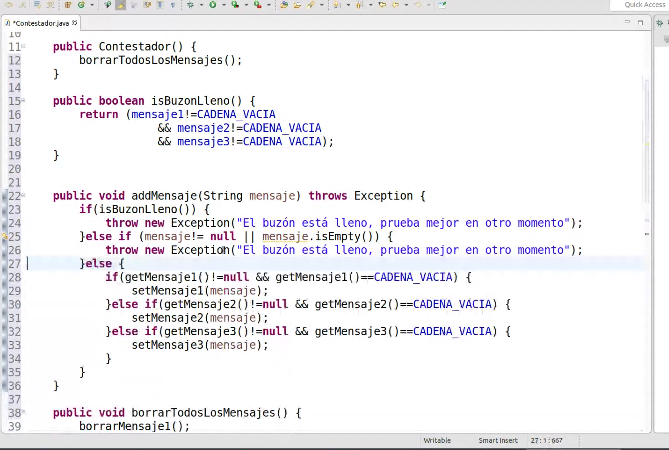 Quick Access
*Contestador.java
10
11 public Contestador() {
12 borrarTodosLosMensajes();
13 }
14
15 public boolean isBuzonLleno() {
16 return (mensaje1!=CADENA_VACIA
17 && mensaje2!=CADENA_VACIA
18 && mensaje3!=CADENA_VACIA);
19 }
20
21
22 public void addMensaje(String mensaje) throws Exception {
23 if(isBuzonLleno()) {
24 throw new Exception("El buzón está lleno, prueba mejor en otro momento");
25 }else if (mensaje!= null || mensaje.isEmpty()) {
26 throw new Exception("El buzón está lleno, prueba mejor en otro momento");
27 }else {
28 if(getMensaje1()!=null && getMensaje1()==CADENA_VACIA) {
29 setMensaje1(mensaje);
30 }else if(getMensaje2()!=null && getMensaje2()==CADENA_VACIA) {
31 setMensaje2(mensaje);
32 }else if(getMensaje3()!=null && getMensaje3()==CADENA_VACIA) {
33 setMensaje3(mensaje);
34 }
35 }
36 }
37
38 public void borrarTodosLosMensajes() {
39 borrarMensaje1();
Writable Smart Insert 27:1:667